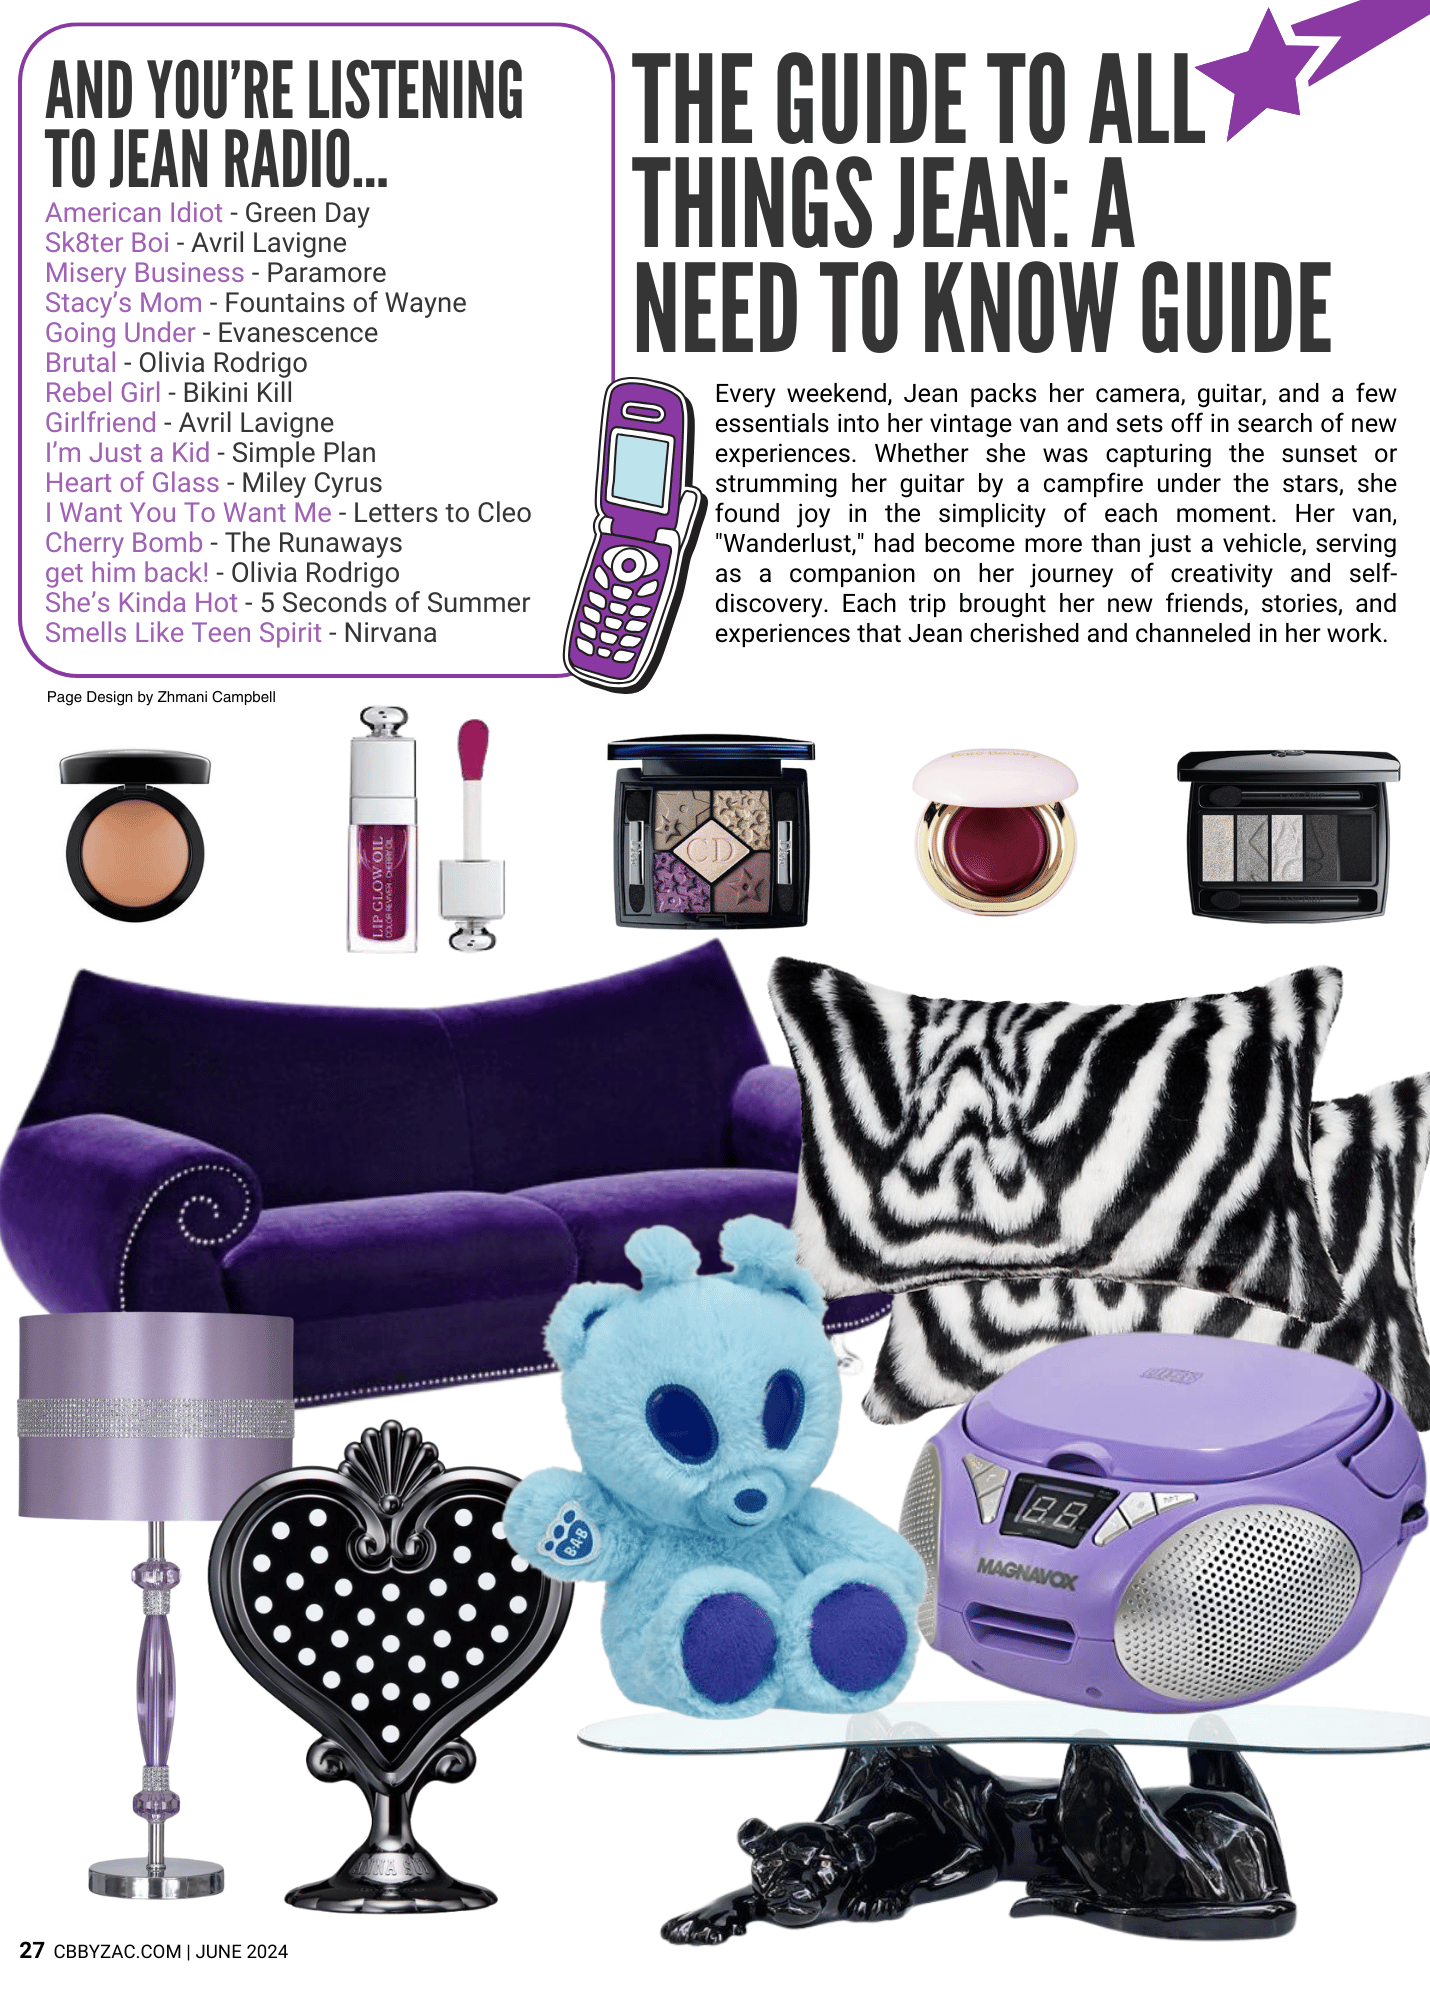 AND YOU'RE LISTENING
TO JEAN RADIO...
American Idiot - Green Day
Sk8ter Boi - Avril Lavigne
Misery Business - Paramore
Stacy's Mom - Fountains of Wayne
Going Under - Evanescence
Brutal - Olivia Rodrigo
Rebel Girl - Bikini Kill
Girlfriend - Avril Lavigne
I'm Just a Kid - Simple Plan
Heart of Glass - Miley Cyrus
I Want You To Want Me - Letters to Cleo
Cherry Bomb - The Runaways
get him back! - Olivia Rodrigo
She's Kinda Hot - 5 Seconds of Summer
Smells Like Teen Spirit - Nirvana
Page Design by Zhmani Campbell
THE GUIDE TO ALL
THINGS JEAN: A
NEED TO KNOW GUIDE
Every weekend, Jean packs her camera, guitar, and a few
essentials into her vintage van and sets off in search of new
experiences. Whether she was capturing the sunset or
strumming her guitar by a campfire under the stars, she
found joy in the simplicity of each moment. Her van,
"Wanderlust," had become more than just a vehicle, serving
as a companion on her journey of creativity and self-
discovery. Each trip brought her new friends, stories, and
experiences that Jean cherished and channeled in her work.
LIP GLOW OIL
COLOR REVIVER · CHERRY OIL
CD
B·A·B
88
MAGNAVOX
ANNA SUI
27 CBBYZAC.COM | JUNE 2024